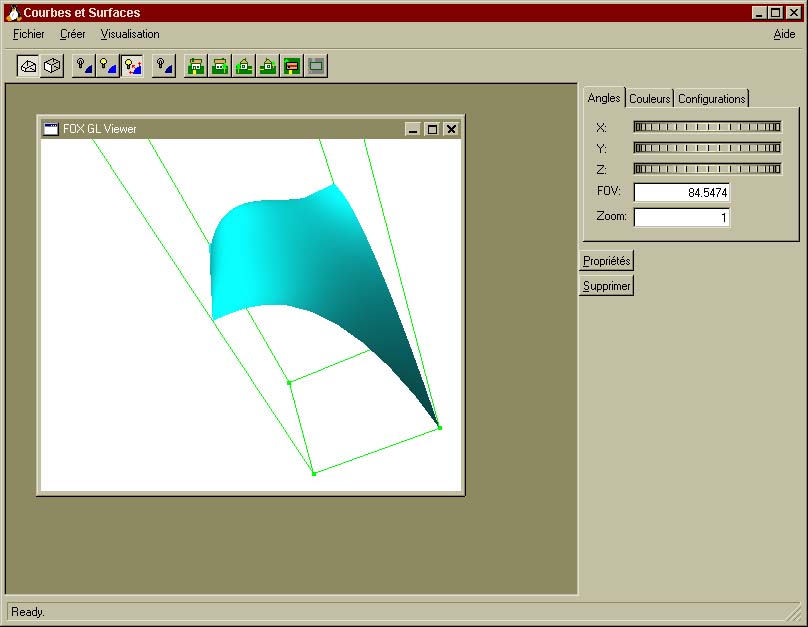 Courbes et Surfaces
Fichier Créer Visualisation Aide
FOX GL Viewer
Angles Couleurs Configurations
X:
Y:
Z:
FOV: 84.5474
Zoom: 1
Propriétés
Supprimer
Ready.